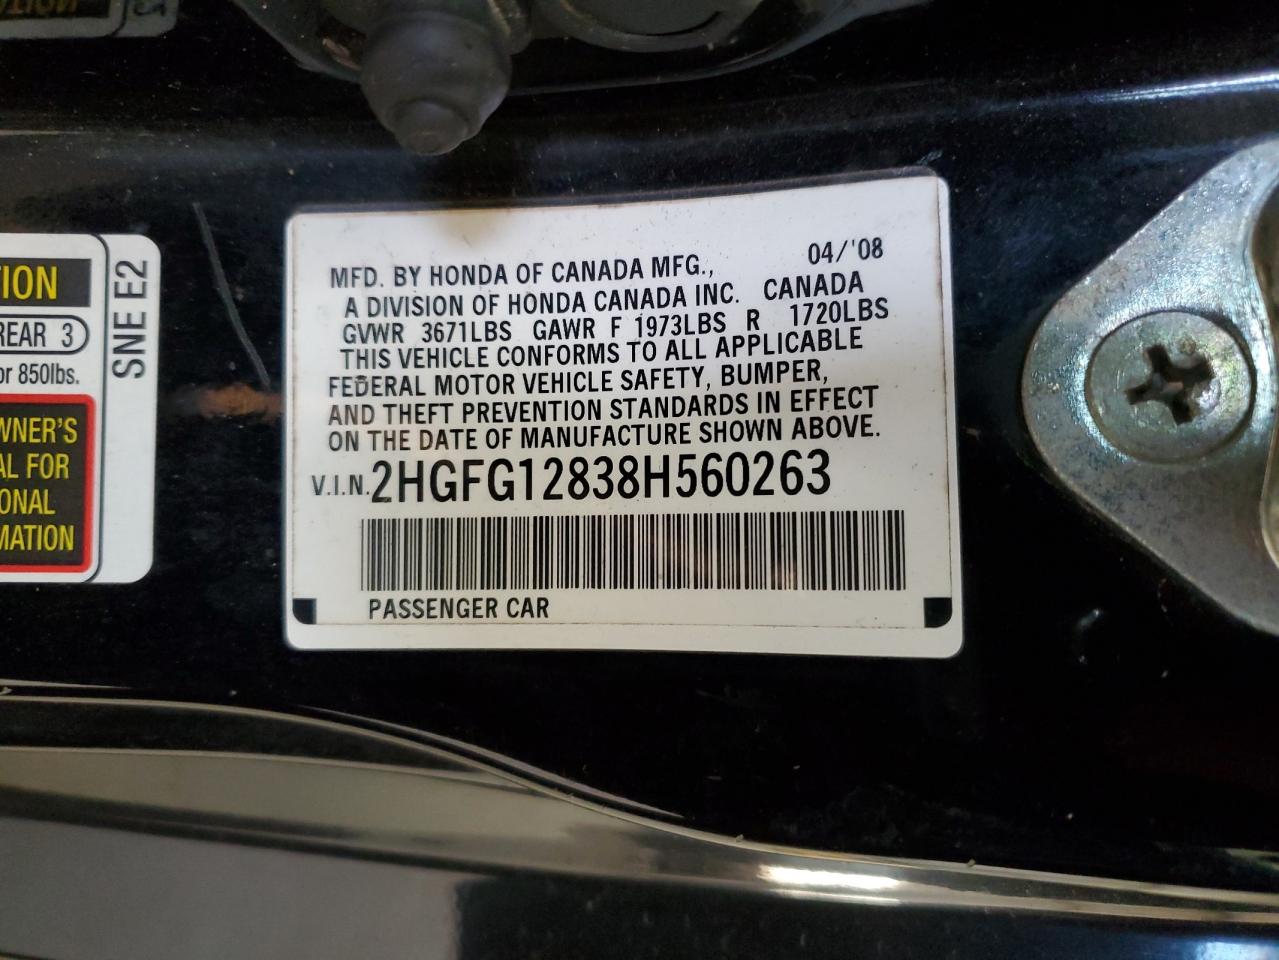 MFD. BY HONDA OF CANADA MFG., 04/'08
A DIVISION OF HONDA CANADA INC. CANADA
GVWR 3671LBS GAWR F 1973LBS R 1720LBS
THIS VEHICLE CONFORMS TO ALL APPLICABLE
FEDERAL MOTOR VEHICLE SAFETY, BUMPER,
AND THEFT PREVENTION STANDARDS IN EFFECT
ON THE DATE OF MANUFACTURE SHOWN ABOVE.
V.I.N. 2HGFG12838H560263
PASSENGER CAR
TION
REAR 3
or 850lbs.
WNER'S
AL FOR
IONAL
MATION
SNE E2